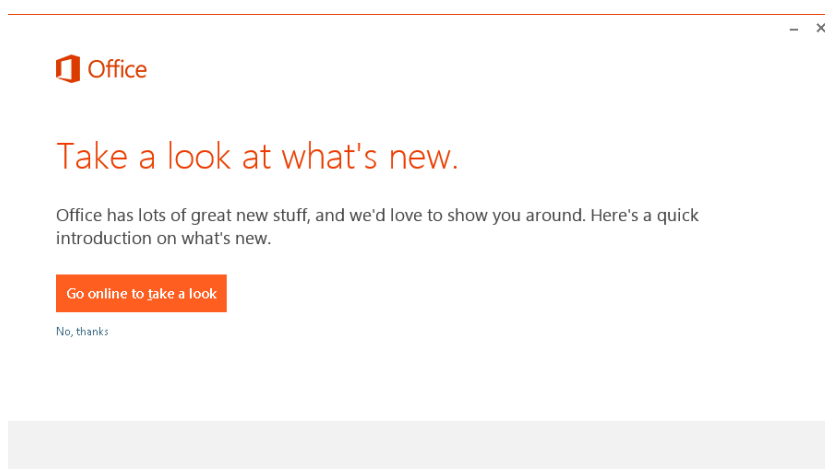 Office
Take a look at what's new.
Office has lots of great new stuff, and we'd love to show you around. Here's a quick
introduction on what's new.
Go online to take a look
No, thanks